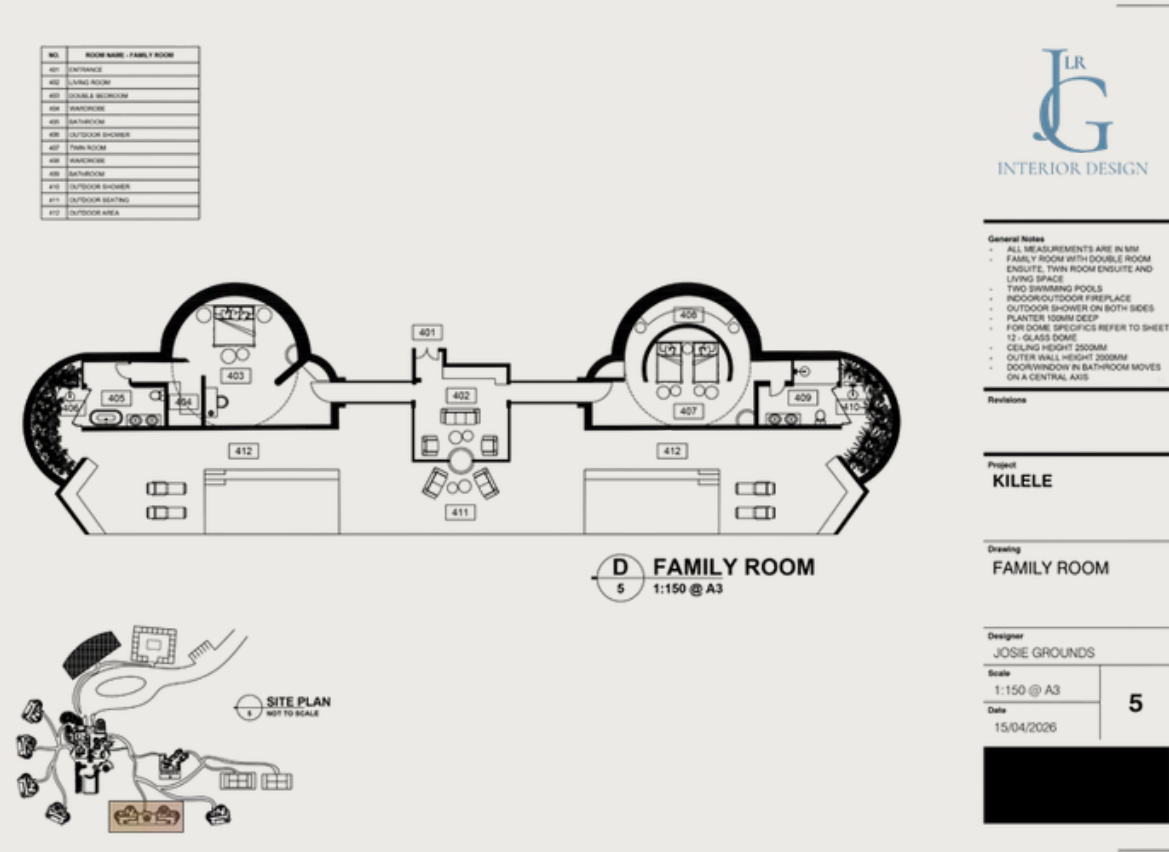 NO. ROOM NAME - FAMILY ROOM
401 ENTRANCE
402 LIVING ROOM
403 DOUBLE BEDROOM
404 WARDROBE
405 BATHROOM
406 OUTDOOR SHOWER
407 TWIN ROOM
408 WARDROBE
409 BATHROOM
410 OUTDOOR SHOWER
411 OUTDOOR SEATING
412 OUTDOOR AREA
JG LR
INTERIOR DESIGN
General Notes
- ALL MEASUREMENTS ARE IN MM
- FAMILY ROOM WITH DOUBLE ROOM
ENSUITE, TWIN ROOM ENSUITE AND
LIVING SPACE
- TWO SWIMMING POOLS
- INDOOR/OUTDOOR FIREPLACE
- OUTDOOR SHOWER ON BOTH SIDES
- PLANTER 100MM DEEP
- FOR DOME SPECIFICS REFER TO SHEET
12 - GLASS DOME
- CEILING HEIGHT 2500MM
- OUTER WALL HEIGHT 2000MM
- DOOR/WINDOW IN BATHROOM MOVES
ON A CENTRAL AXIS
Revisions
Project
KILELE
Drawing
FAMILY ROOM
Designer
JOSIE GROUNDS
Scale
1:150 @ A3
Date
15/04/2026
5
401
408
403
402
407
405
404
406
409
410
412
412
411
D
5
FAMILY ROOM
1:150 @ A3
SITE PLAN
NOT TO SCALE